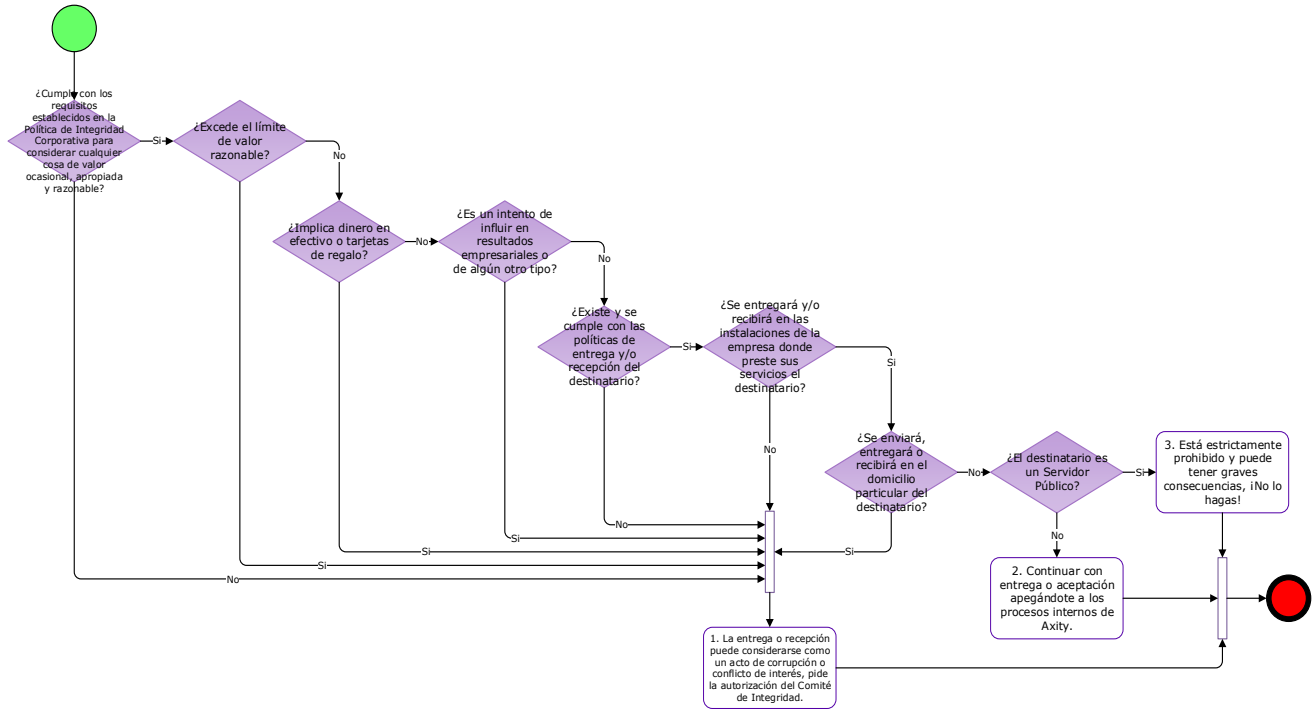 ¿Cumple con los
requisitos
establecidos en la
Política de Integridad
Corporativa para
considerar cualquier
cosa de valor
ocasional, apropiada
y razonable?
Si
¿Excede el límite
de valor
razonable?
No
¿Implica dinero en
efectivo o tarjetas
de regalo?
No
¿Es un intento de
influir en
resultados
empresariales o
de algún otro tipo?
No
¿Existe y se
cumple con las
políticas de
entrega y/o
recepción del
destinatario?
Si
¿Se entregará y/o
recibirá en las
instalaciones de la
empresa donde
preste sus
servicios el
destinatario?
Si
No
¿Se enviará,
entregará o
recibirá en el
domicilio
particular del
destinatario?
No
¿El destinatario es
un Servidor
Público?
Si
3. Está estrictamente
prohibido y puede
tener graves
consecuencias, ¡No lo
hagas!
No
Si
Si
Si
Si
No
No
2. Continuar con
entrega o aceptación
apegándote a los
procesos internos de
Axity.
1. La entrega o recepción
puede considerarse como
un acto de corrupción o
conflicto de interés, pide
la autorización del Comité
de Integridad.